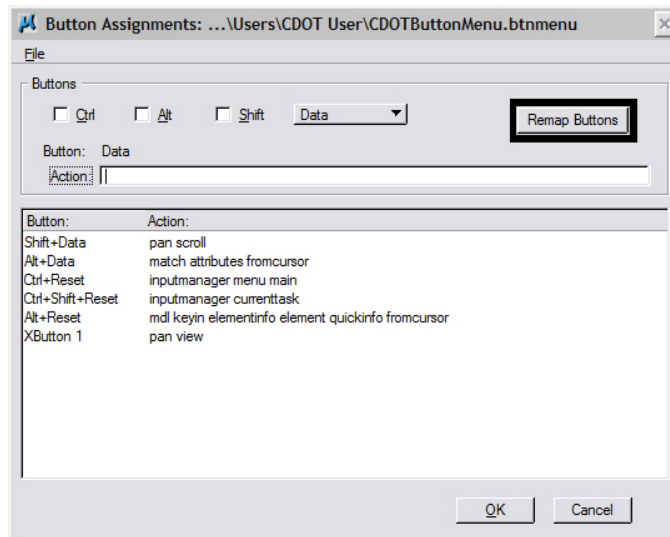 Button Assignments: ...\Users\CDOT User\CDOTButtonMenu.btnmenu
File
Buttons
Ctrl Alt Shift Data Remap Buttons
Button: Data
Action:
Button: Action:
Shift+Data pan scroll
Alt+Data match attributes fromcursor
Ctrl+Reset inputmanager menu main
Ctrl+Shift+Reset inputmanager currenttask
Alt+Reset mdl keyin elementinfo element quickinfo fromcursor
XButton 1 pan view
OK Cancel